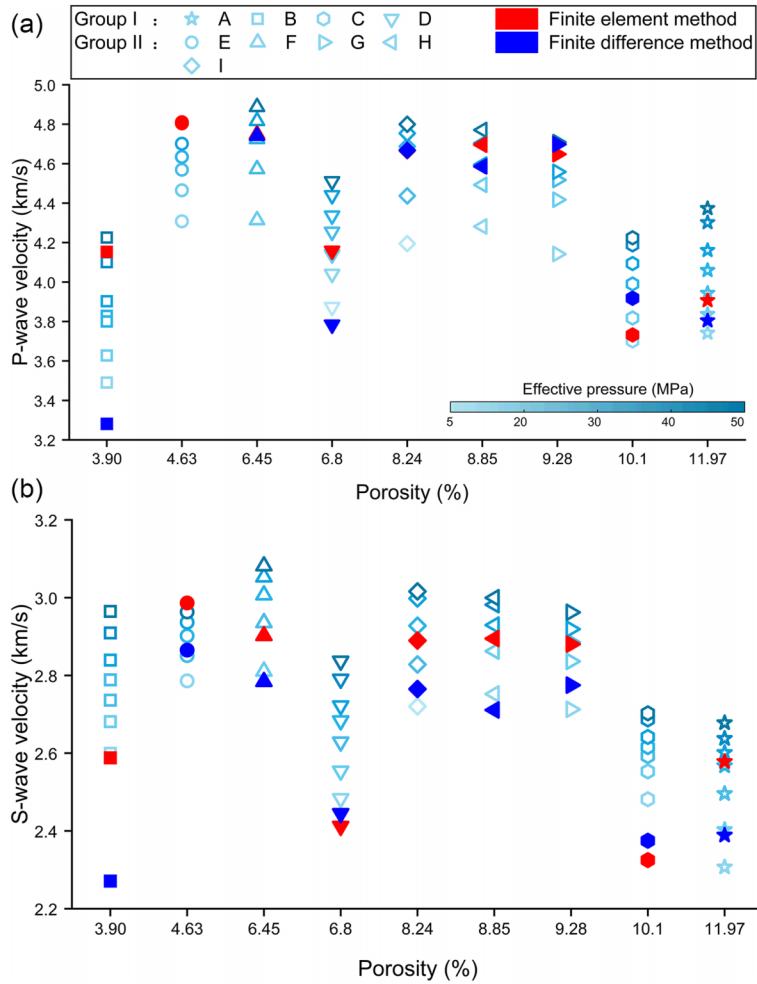 (a)
Group I : A B C D Finite element method
Group II : E F G H Finite difference method
I
5.0
4.8
4.6
4.4
4.2
4.0
3.8
3.6
3.4
3.2
P-wave velocity (km/s)
Effective pressure (MPa)
5 20 30 40 50
3.90 4.63 6.45 6.8 8.24 8.85 9.28 10.1 11.97
Porosity (%)
(b)
3.2
3.0
2.8
2.6
2.4
2.2
S-wave velocity (km/s)
3.90 4.63 6.45 6.8 8.24 8.85 9.28 10.1 11.97
Porosity (%)